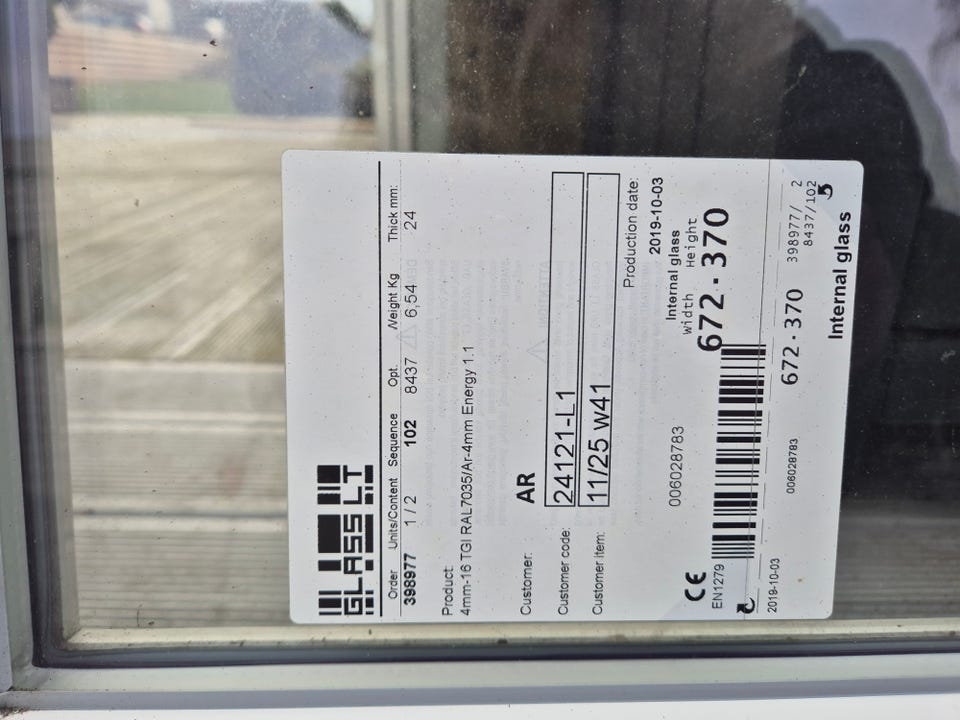 GLASS LT
Order Units/Content Sequence Opt. Weight Kg Thick mm:
398977 1 / 2 102 8437 6,54 24
Product:
4mm-16 TGI RAL7035/Ar-4mm Energy 1.1
Customer: AR
Customer code: 24121-L1
Customer item: 11/25 w41
Production date:
2019-10-03
006028783
Internal glass
Width Height
672 · 370
CE
EN1279
2019-10-03
006028783
672 · 370
398977/ 2
8437/102
Internal glass